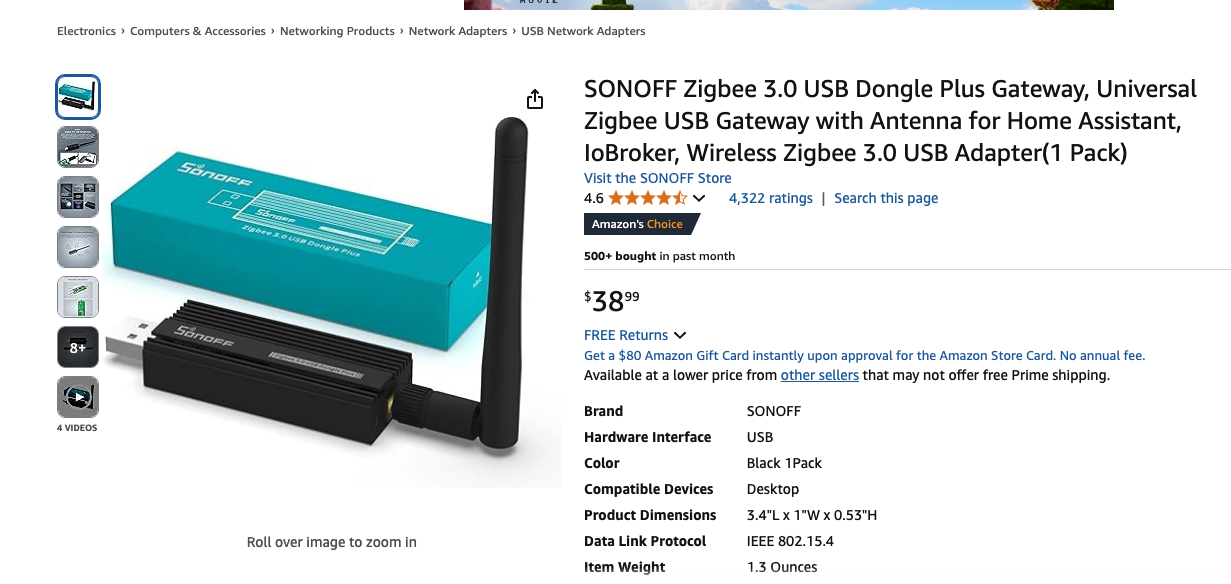 Electronics › Computers & Accessories › Networking Products › Network Adapters › USB Network Adapters
SONOFF Zigbee 3.0 USB Dongle Plus Gateway, Universal
Zigbee USB Gateway with Antenna for Home Assistant,
IoBroker, Wireless Zigbee 3.0 USB Adapter(1 Pack)
Visit the SONOFF Store
4.6 4,322 ratings | Search this page
Amazon's Choice
500+ bought in past month
$38 99
FREE Returns
Get a $80 Amazon Gift Card instantly upon approval for the Amazon Store Card. No annual fee.
Available at a lower price from other sellers that may not offer free Prime shipping.
Brand SONOFF
Hardware Interface USB
Color Black 1Pack
Compatible Devices Desktop
Product Dimensions 3.4"L x 1"W x 0.53"H
Data Link Protocol IEEE 802.15.4
Item Weight 1.3 Ounces
SONOFF
SONOFF
Zigbee 3.0 USB Dongle Plus
SONOFF
Zigbee 3.0 USB Dongle Plus
8+
4 VIDEOS
Roll over image to zoom in